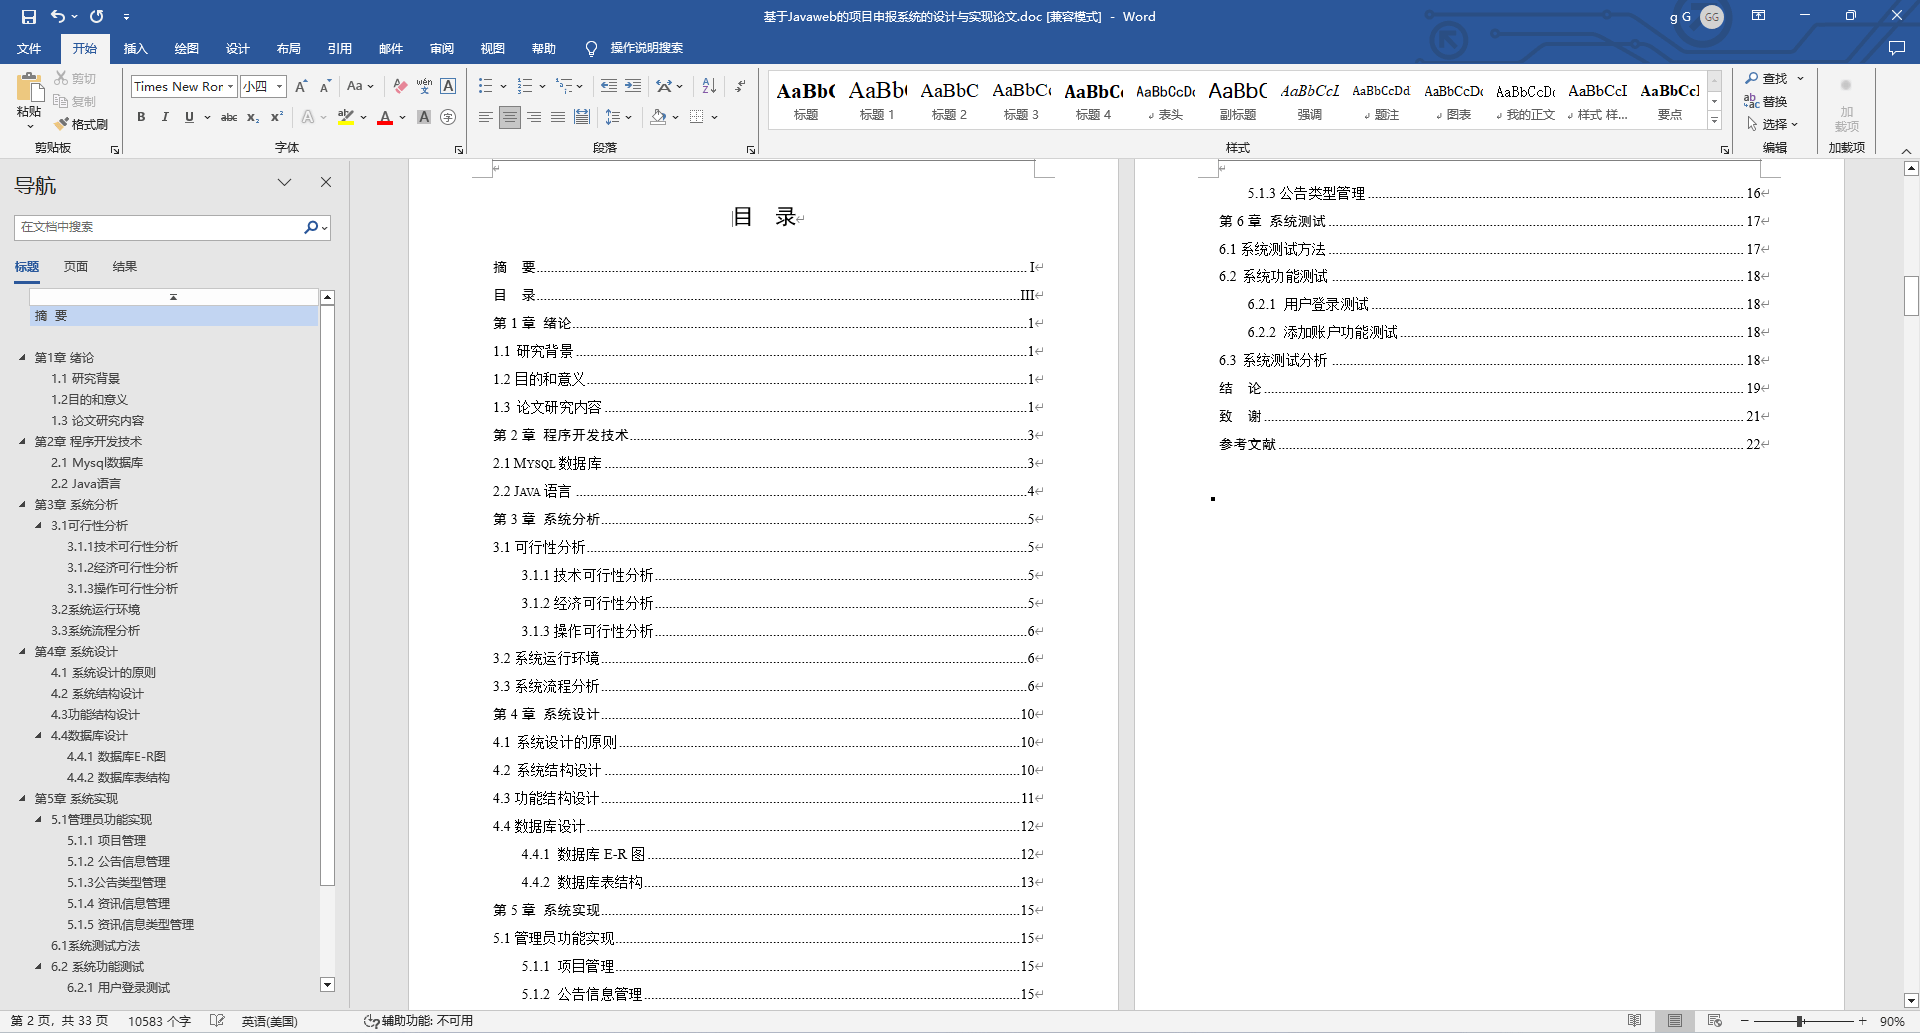 基于Javaweb的项目申报系统的设计与实现论文.doc [兼容模式] - Word
g G
GG
文件
开始
插入
绘图
设计
布局
引用
邮件
审阅
视图
帮助
操作说明搜索
粘贴
剪切
复制
格式刷
剪贴板
Times New Ror
小四
字体
段落
AaBb( 标题
AaBb( 标题 1
AaBbC 标题 2
AaBbC 标题 3
AaBbC 标题 4
AaBbCcDc 表头
AaBbC 副标题
AaBbCcL 强调
AaBbCcDd 题注
AaBbCcDc 图表
AaBbCcDc 我的正文
AaBbCcI 样式 样...
AaBbCcI 要点
样式
查找
替换
选择
编辑
加载项
加载项
导航
在文档中搜索
标题
页面
结果
摘 要
第1章 绪论
1.1 研究背景
1.2目的和意义
1.3 论文研究内容
第2章 程序开发技术
2.1 Mysql数据库
2.2 Java语言
第3章 系统分析
3.1可行性分析
3.1.1技术可行性分析
3.1.2经济可行性分析
3.1.3操作可行性分析
3.2系统运行环境
3.3系统流程分析
第4章 系统设计
4.1 系统设计的原则
4.2 系统结构设计
4.3功能结构设计
4.4数据库设计
4.4.1 数据库E-R图
4.4.2 数据库表结构
第5章 系统实现
5.1管理员功能实现
5.1.1 项目管理
5.1.2 公告信息管理
5.1.3公告类型管理
5.1.4 资讯信息管理
5.1.5 资讯信息类型管理
6.1系统测试方法
6.2 系统功能测试
6.2.1 用户登录测试
目 录
摘 要 I
目 录 III
第 1 章 绪论 1
1.1 研究背景 1
1.2 目的和意义 1
1.3 论文研究内容 1
第 2 章 程序开发技术 3
2.1 MYSQL 数据库 3
2.2 JAVA 语言 4
第 3 章 系统分析 5
3.1 可行性分析 5
3.1.1 技术可行性分析 5
3.1.2 经济可行性分析 5
3.1.3 操作可行性分析 6
3.2 系统运行环境 6
3.3 系统流程分析 6
第 4 章 系统设计 10
4.1 系统设计的原则 10
4.2 系统结构设计 10
4.3 功能结构设计 11
4.4 数据库设计 12
4.4.1 数据库 E-R 图 12
4.4.2 数据库表结构 13
第 5 章 系统实现 15
5.1 管理员功能实现 15
5.1.1 项目管理 15
5.1.2 公告信息管理 15
5.1.3 公告类型管理 16
第 6 章 系统测试 17
6.1 系统测试方法 17
6.2 系统功能测试 18
6.2.1 用户登录测试 18
6.2.2 添加账户功能测试 18
6.3 系统测试分析 18
结 论 19
致 谢 21
参考文献 22
第 2 页，共 33 页
10583 个字
英语(美国)
辅助功能: 不可用
90%